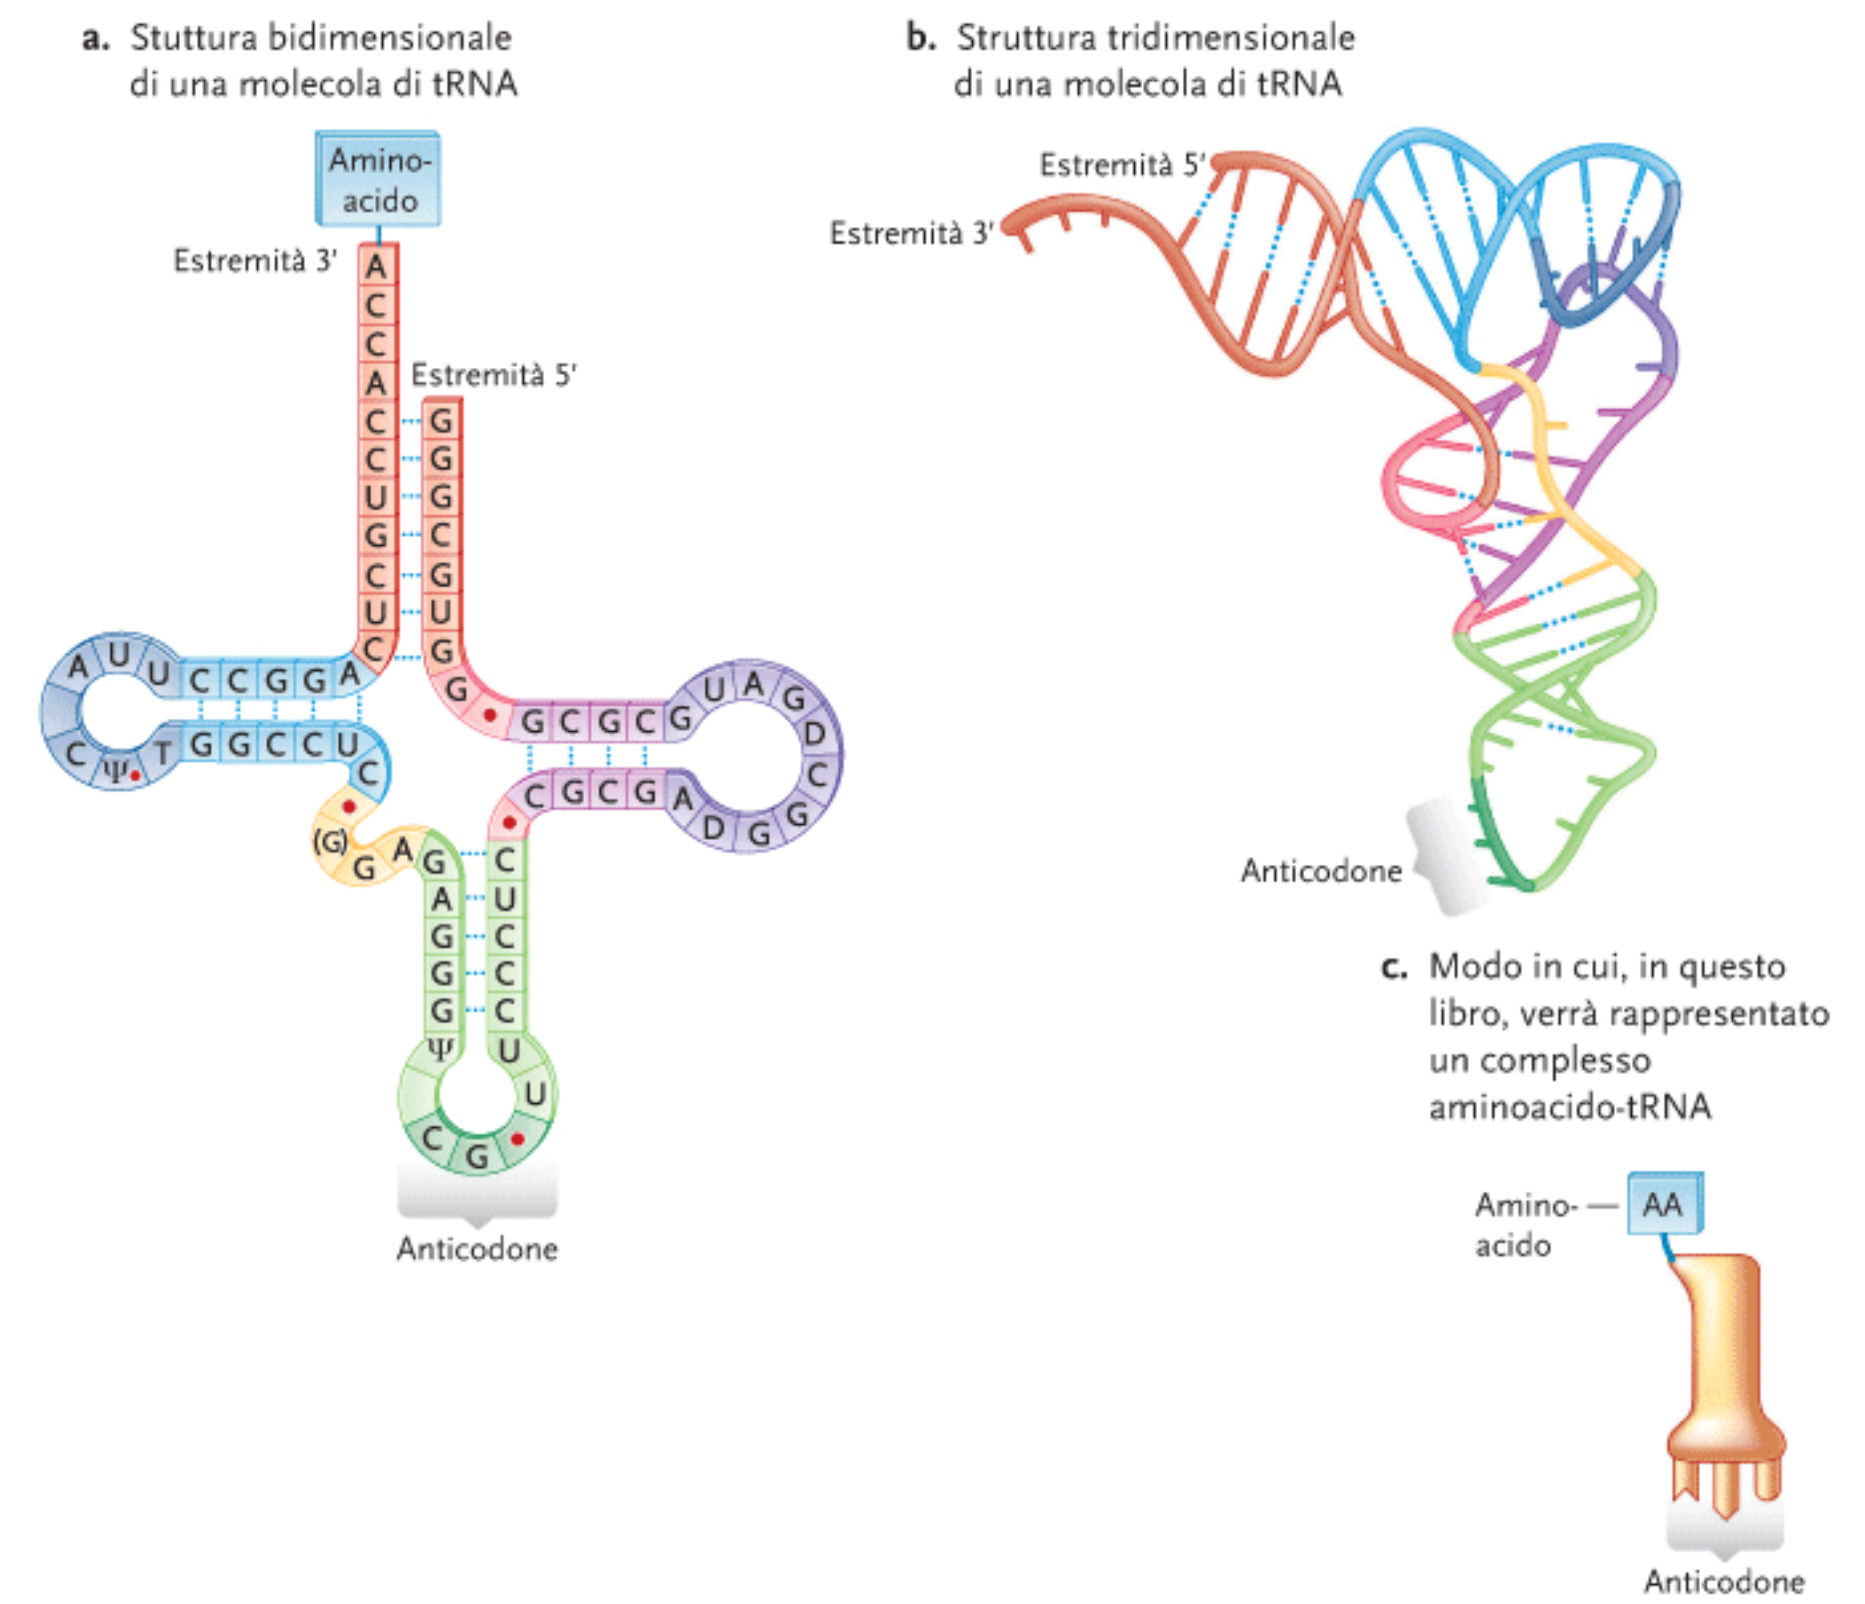 a. Stuttura bidimensionale
di una molecola di tRNA
Amino-
acido
Estremità 3'
A
C
C
A
C
C
U
G
C
U
C
Estremità 5'
G
G
G
C
G
U
G
G
A U U C C G G A
C Ψ T G G C C U C
(G) G A
G C G C G U A G D C G G D A G C G C
G
A
G
G
G
Ψ
C
U
C
C
C
U
U
C G
Anticodone
b. Struttura tridimensionale
di una molecola di tRNA
Estremità 5'
Estremità 3'
Anticodone
c. Modo in cui, in questo
libro, verrà rappresentato
un complesso
aminoacido-tRNA
Amino-
acido
AA
Anticodone